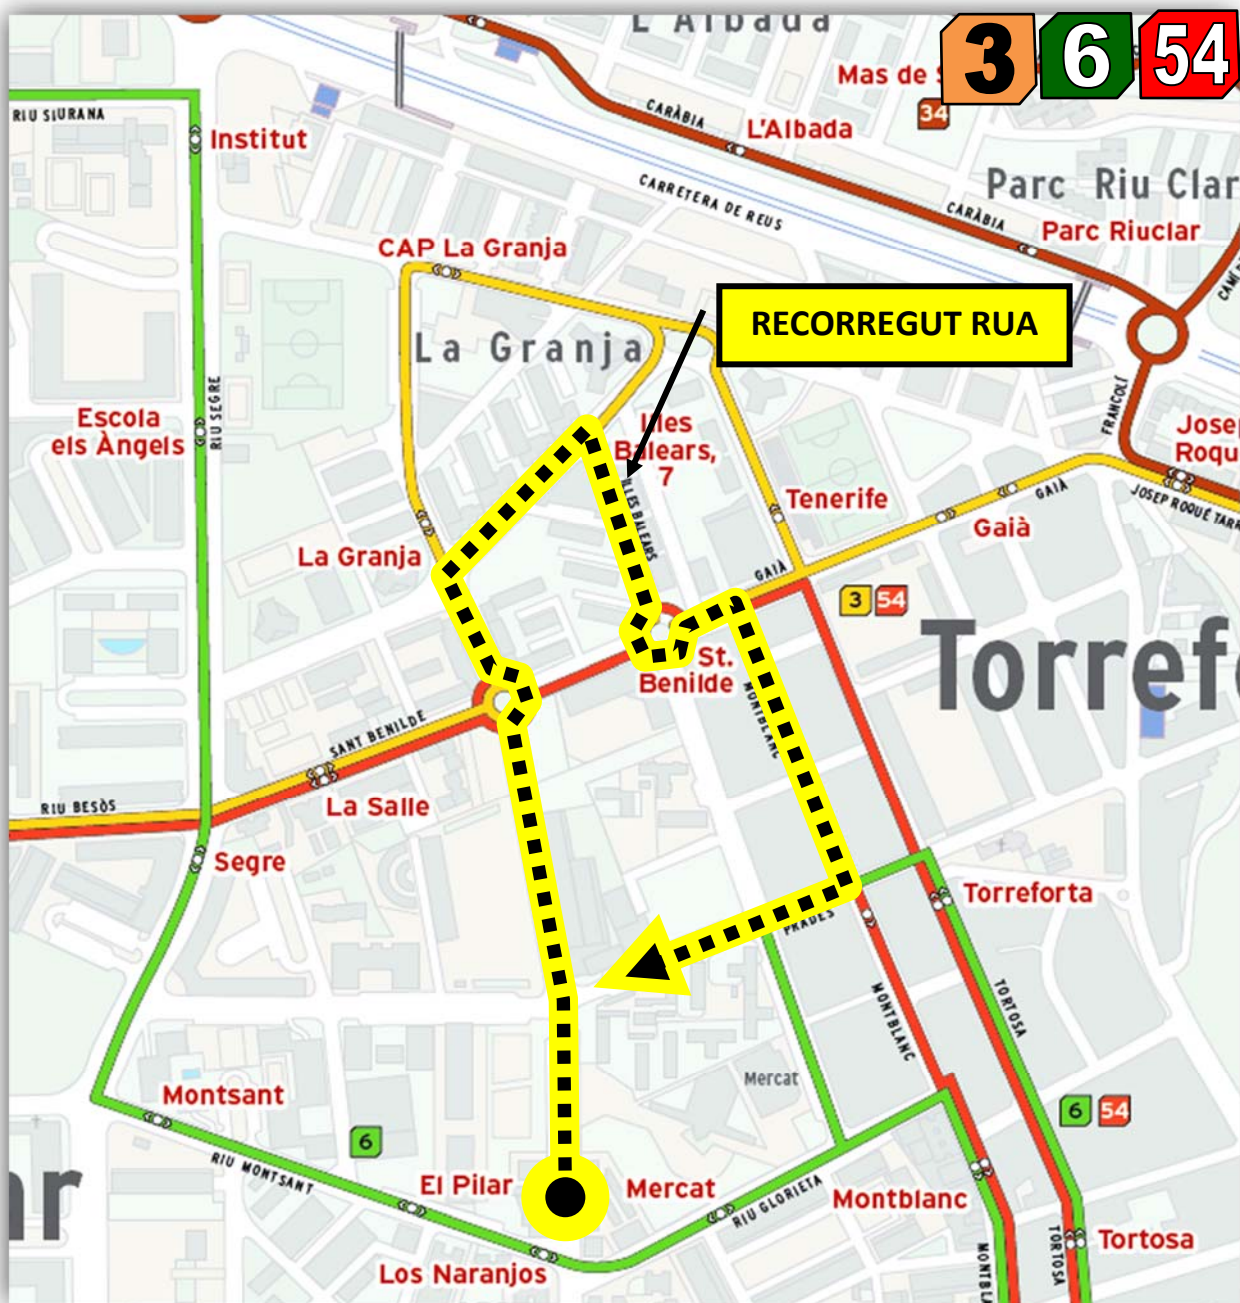 L'Albada
3 6 54
Mas de
34
RIU SIURANA
Institut
CARÀBIA
L'Albada
CARRETERA DE REUS
Parc Riu Clar
CARÀBIA
Parc Riuclar
CAP La Granja
RECORREGUT RUA
La Granja
FRANCOLÍ
RIU SEGRE
Escola
els Àngels
Illes
Balears,
7
ILLES BALEARS
Tenerife
GAIÀ
Gaià
JOSEP ROQUÉ TARR
La Granja
GAIÀ
3 54
Torrefo
St.
Benilde
MONTBLANC
SANT BENILDE
La Salle
RIU BESÒS
Segre
Torreforta
PRADES
MONTBLANC
TORTOSA
Mercat
Montsant
6
6 54
RIU MONTSANT
El Pilar
Mercat
RIU GLORIETA
Montblanc
Tortosa
TORTOSA
Los Naranjos